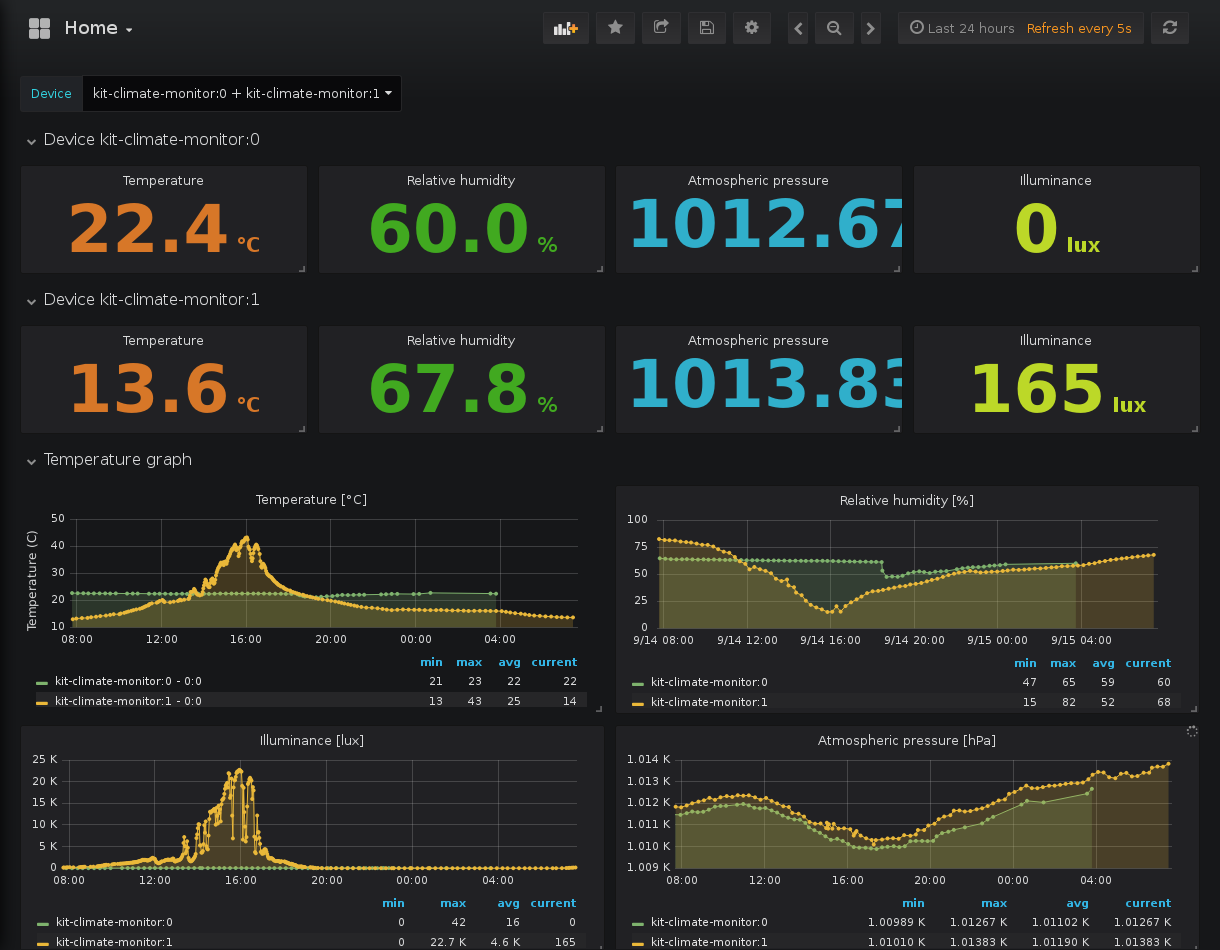 Home
Last 24 hours Refresh every 5s
Device kit-climate-monitor:0 + kit-climate-monitor:1
Device kit-climate-monitor:0
Temperature Relative humidity Atmospheric pressure Illuminance
22.4 °C 60.0 % 1012.67 0 lux
Device kit-climate-monitor:1
Temperature Relative humidity Atmospheric pressure Illuminance
13.6 °C 67.8 % 1013.83 165 lux
Temperature graph
Temperature [°C]
Temperature (C)
50
40
30
20
10
08:00 12:00 16:00 20:00 00:00 04:00
min max avg current
kit-climate-monitor:0 - 0:0 21 23 22 22
kit-climate-monitor:1 - 0:0 13 43 25 14
Relative humidity [%]
100
75
50
25
0
9/14 08:00 9/14 12:00 9/14 16:00 9/14 20:00 9/15 00:00 9/15 04:00
min max avg current
kit-climate-monitor:0 47 65 59 60
kit-climate-monitor:1 15 82 52 68
Illuminance [lux]
25 K
20 K
15 K
10 K
5 K
0
08:00 12:00 16:00 20:00 00:00 04:00
min max avg current
kit-climate-monitor:0 0 42 16 0
kit-climate-monitor:1 0 22.7 K 4.6 K 165
Atmospheric pressure [hPa]
1.014 K
1.013 K
1.012 K
1.011 K
1.010 K
1.009 K
08:00 12:00 16:00 20:00 00:00 04:00
min max avg current
kit-climate-monitor:0 1.00989 K 1.01267 K 1.01102 K 1.01267 K
kit-climate-monitor:1 1.01010 K 1.01383 K 1.01190 K 1.01383 K